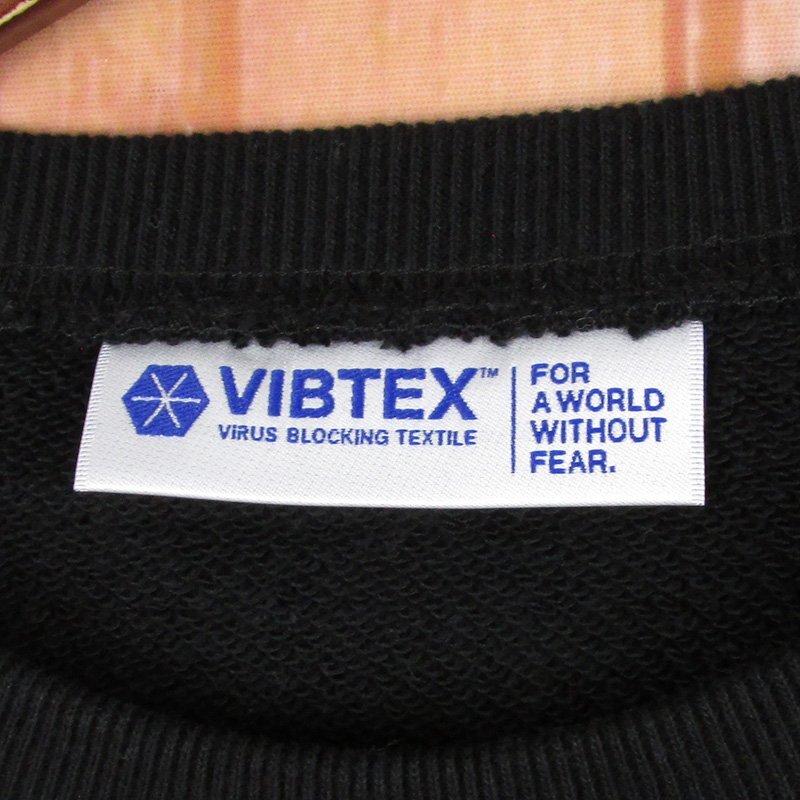 VIBTEX™
VIRUS BLOCKING TEXTILE
FOR
A WORLD
WITHOUT
FEAR.